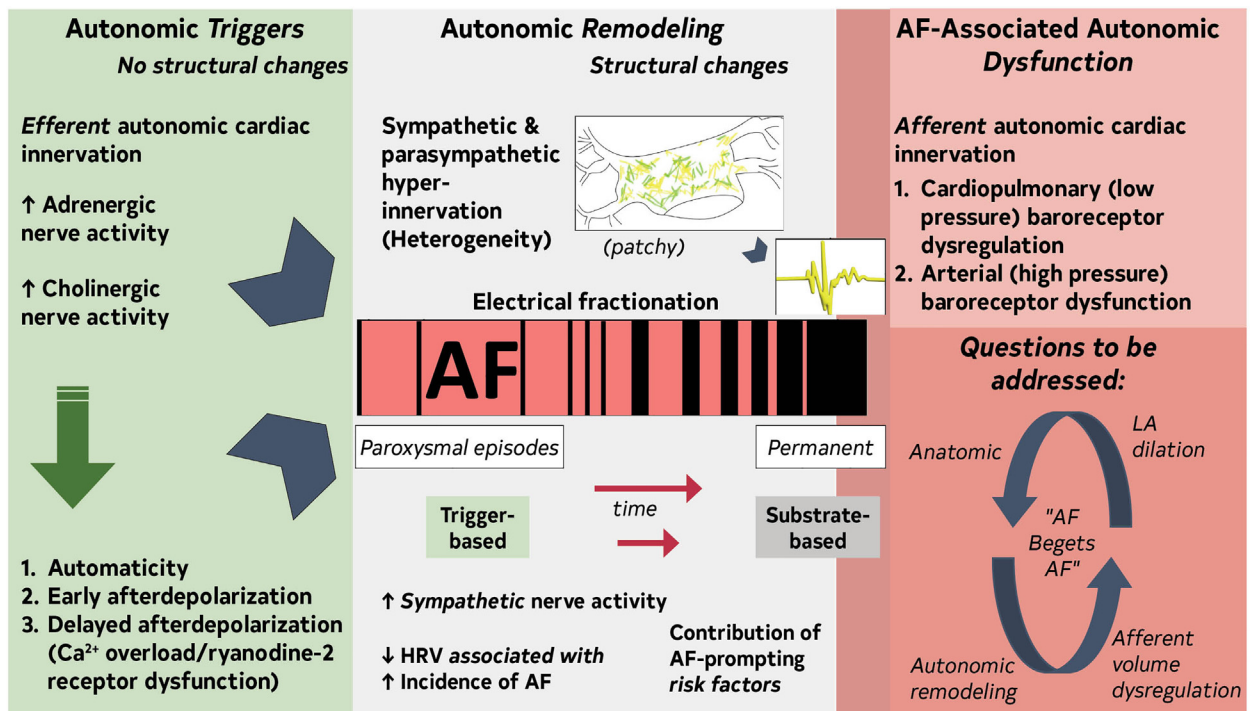 Autonomic Triggers
No structural changes
Efferent autonomic cardiac
innervation
↑ Adrenergic
nerve activity
↑ Cholinergic
nerve activity
1. Automaticity
2. Early afterdepolarization
3. Delayed afterdepolarization
(Ca²⁺ overload/ryanodine-2
receptor dysfunction)
Autonomic Remodeling
Structural changes
Sympathetic &
parasympathetic
hyper-
innervation
(Heterogeneity)
(patchy)
Electrical fractionation
AF
Paroxysmal episodes
Permanent
time
Trigger-
based
Substrate-
based
↑ Sympathetic nerve activity
↓ HRV associated with
↑ Incidence of AF
Contribution of
AF-prompting
risk factors
AF-Associated Autonomic
Dysfunction
Afferent autonomic cardiac
innervation
1. Cardiopulmonary (low
pressure) baroreceptor
dysregulation
2. Arterial (high pressure)
baroreceptor dysfunction
Questions to be
addressed:
Anatomic
LA
dilation
"AF
Begets
AF"
Autonomic
remodeling
Afferent
volume
dysregulation